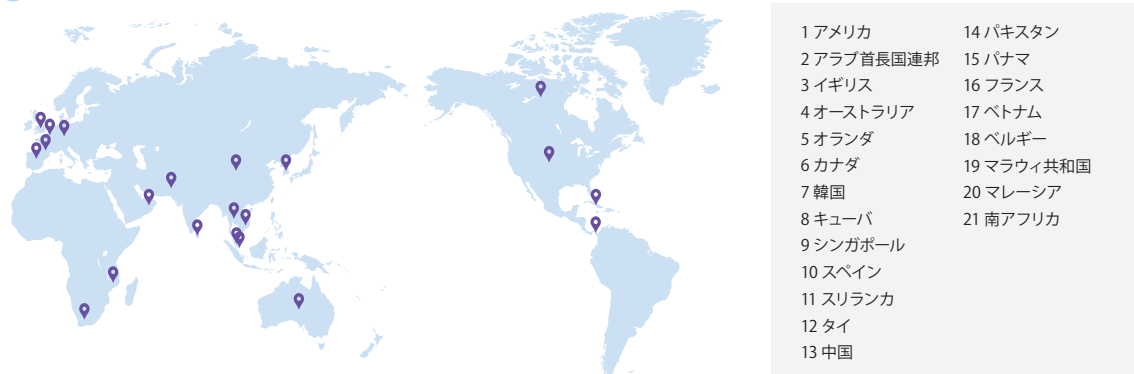 1 アメリカ
2 アラブ首長国連邦
3 イギリス
4 オーストラリア
5 オランダ
6 カナダ
7 韓国
8 キューバ
9 シンガポール
10 スペイン
11 スリランカ
12 タイ
13 中国
14 パキスタン
15 パナマ
16 フランス
17 ベトナム
18 ベルギー
19 マラウィ共和国
20 マレーシア
21 南アフリカ